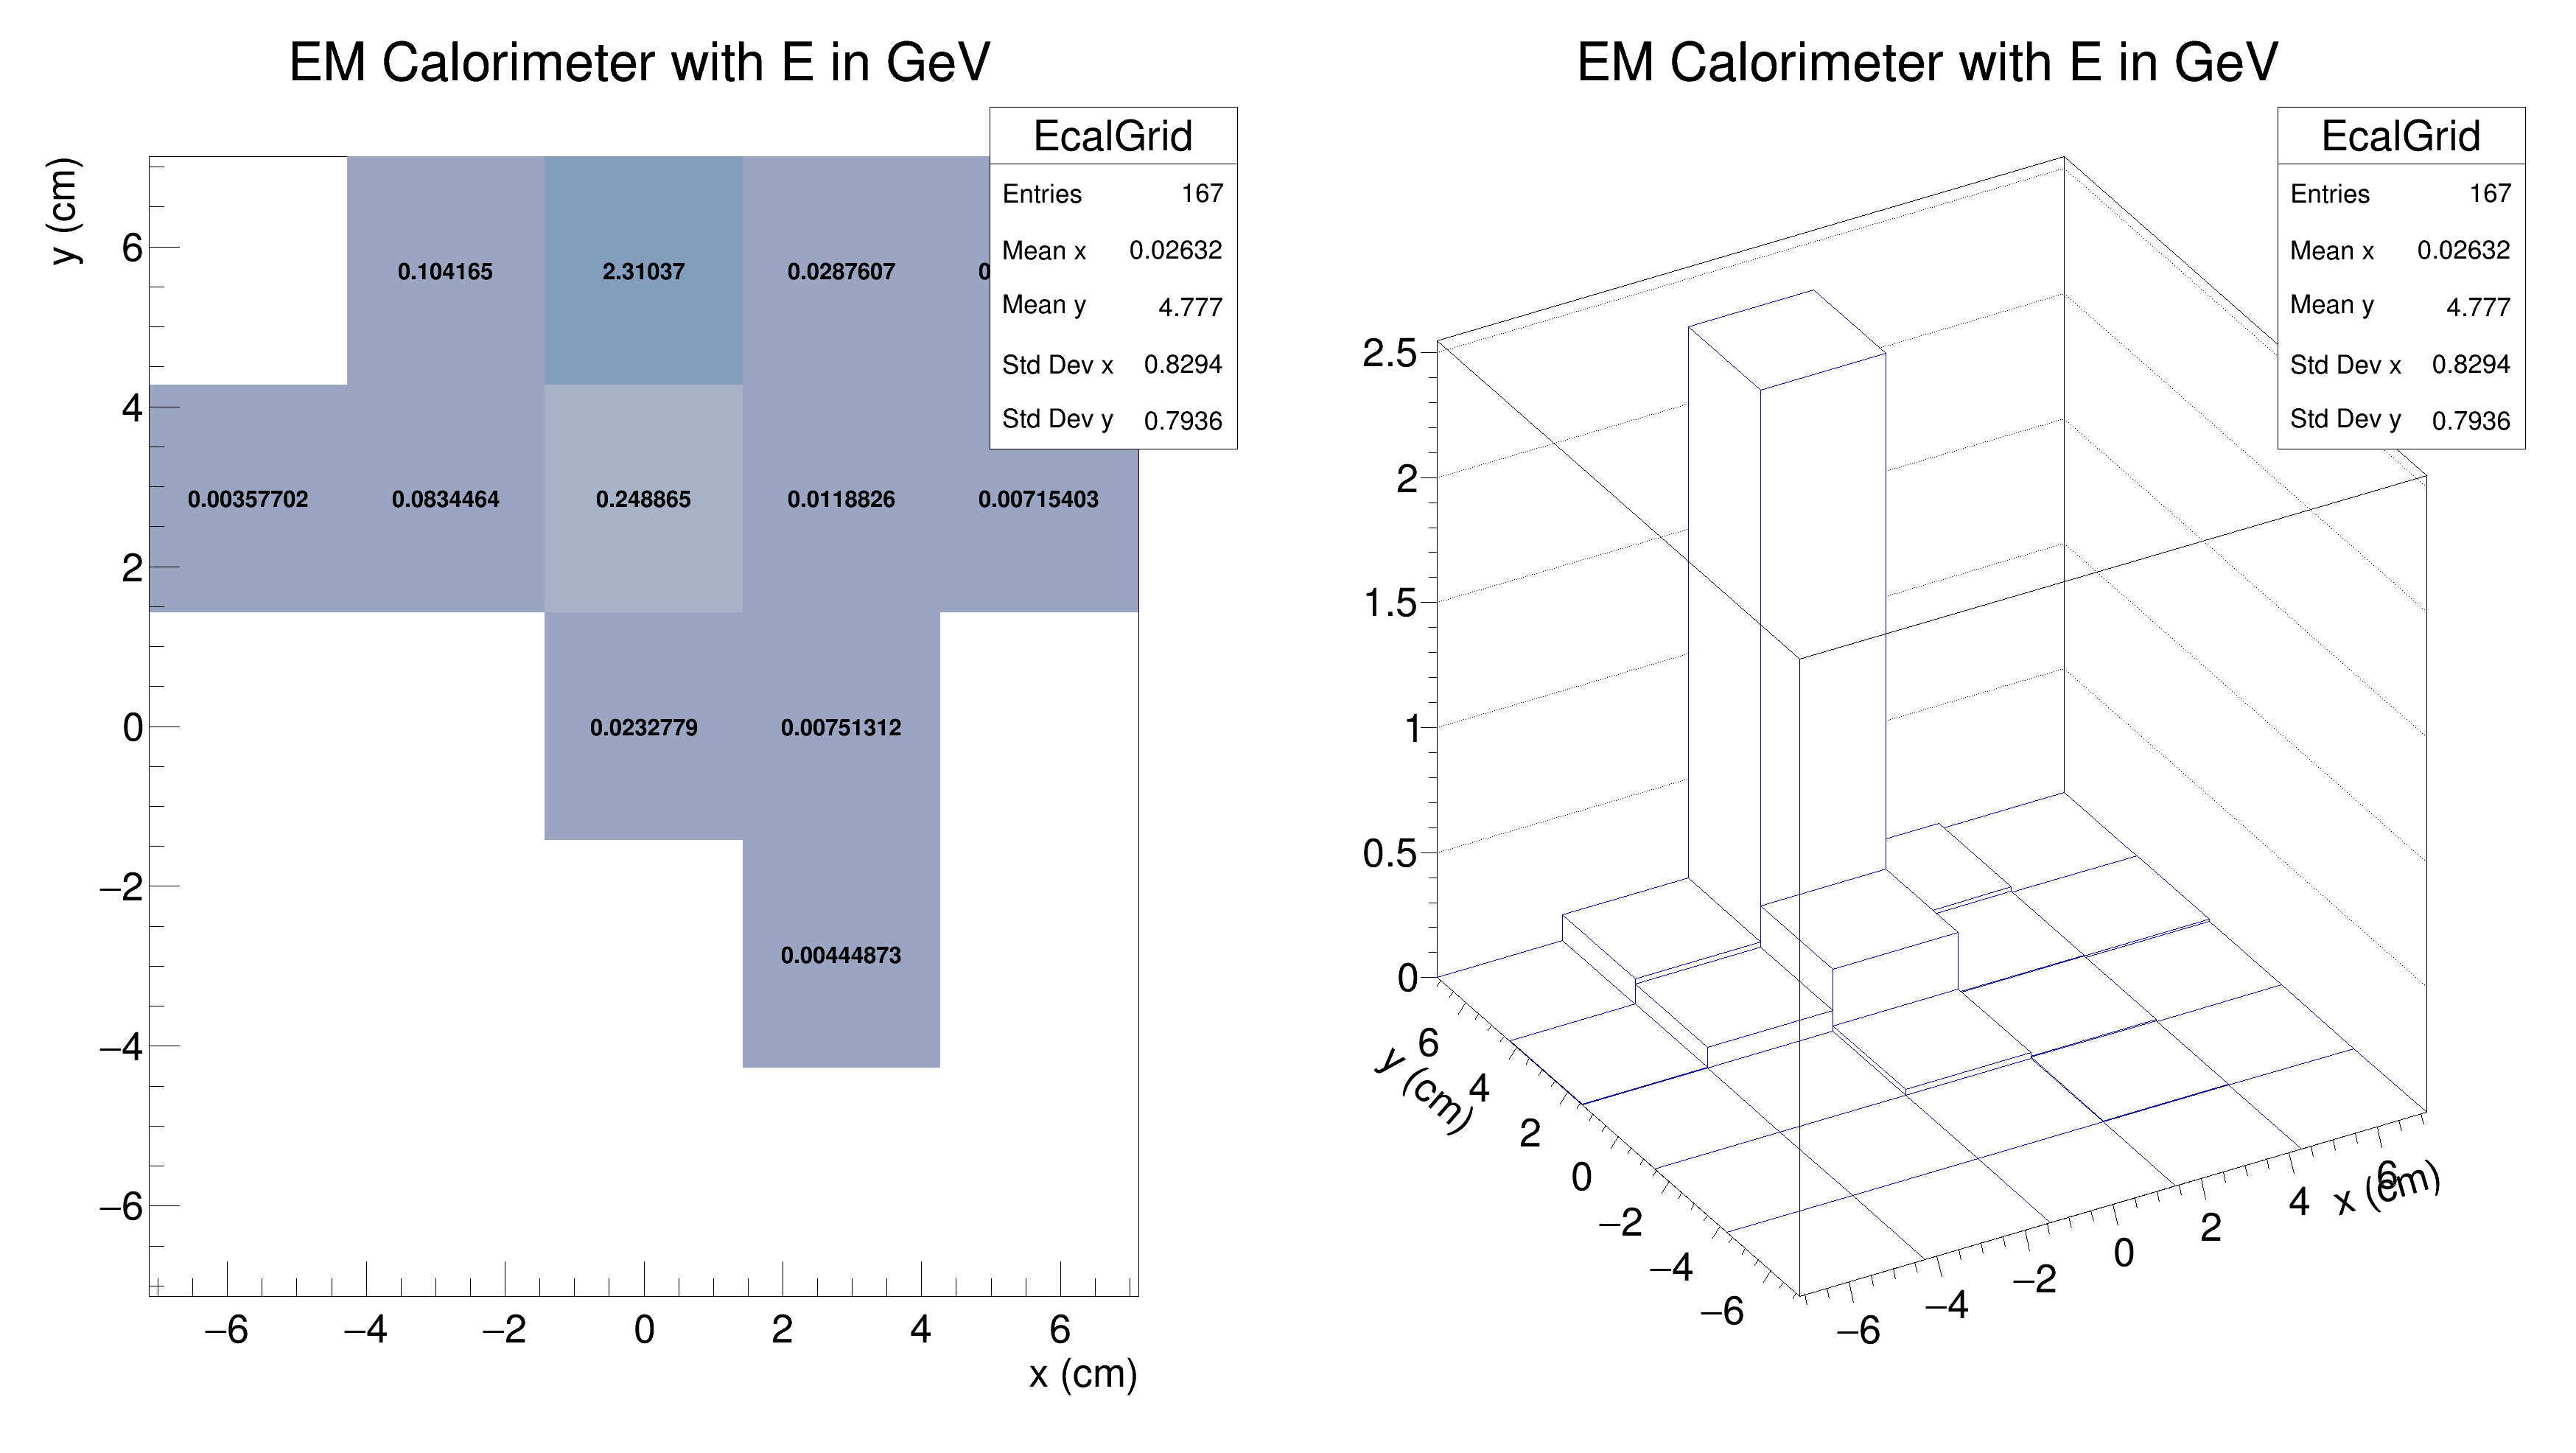 EM Calorimeter with E in GeV
EcalGrid
Entries 167
Mean x 0.02632
Mean y 4.777
Std Dev x 0.8294
Std Dev y 0.7936
y (cm)
6
4
2
0
−2
−4
−6
0.104165 2.31037 0.0287607
0.00357702 0.0834464 0.248865 0.0118826 0.00715403
0.0232779 0.00751312
0.00444873
−6 −4 −2 0 2 4 6
x (cm)
EM Calorimeter with E in GeV
EcalGrid
Entries 167
Mean x 0.02632
Mean y 4.777
Std Dev x 0.8294
Std Dev y 0.7936
2.5
2
1.5
1
0.5
0
6
4
2
0
−2
−4
−6
y (cm)
−6
−4
−2
0
2
4
6
x (cm)